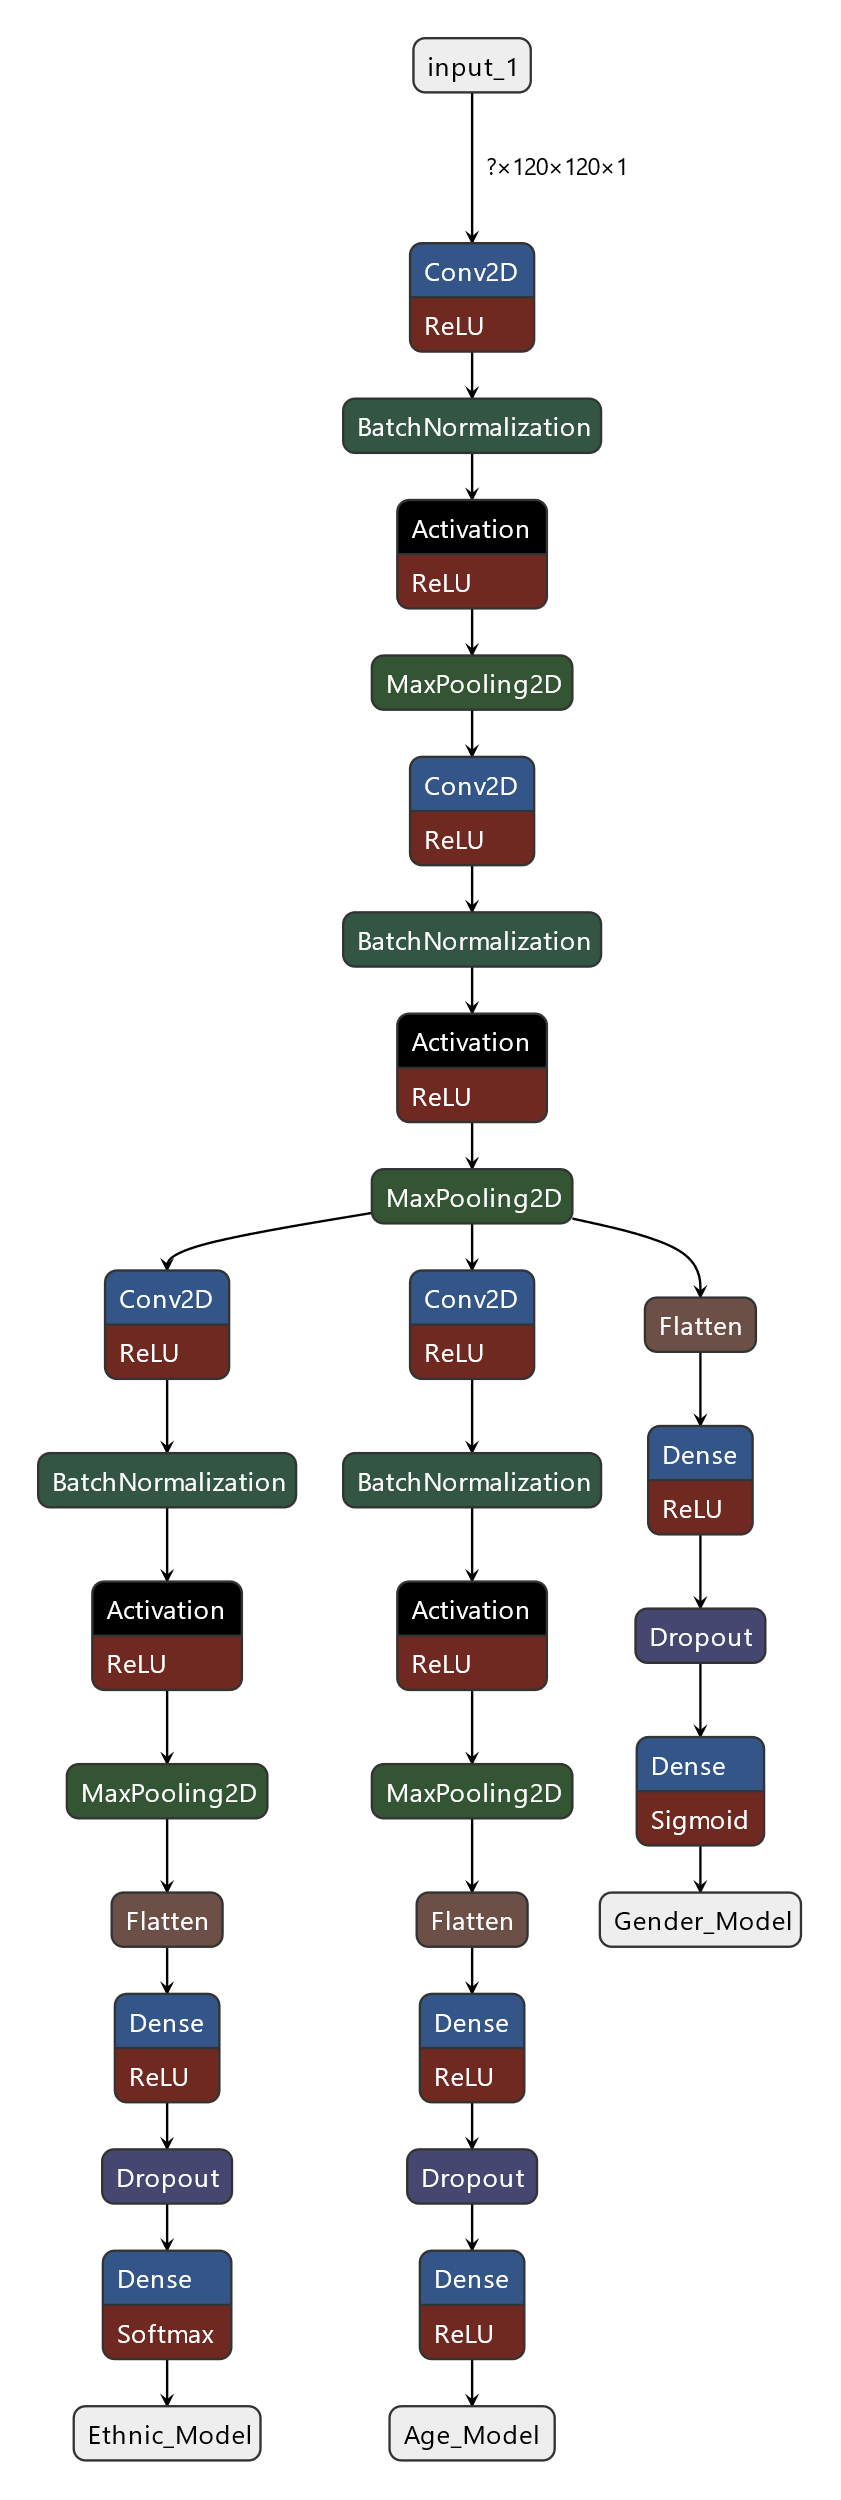 input_1
?×120×120×1
Conv2D
ReLU
BatchNormalization
Activation
ReLU
MaxPooling2D
Conv2D
ReLU
BatchNormalization
Activation
ReLU
MaxPooling2D
Conv2D
ReLU
BatchNormalization
Activation
ReLU
MaxPooling2D
Flatten
Dense
ReLU
Dropout
Dense
Softmax
Ethnic_Model
Conv2D
ReLU
BatchNormalization
Activation
ReLU
MaxPooling2D
Flatten
Dense
ReLU
Dropout
Dense
ReLU
Age_Model
Flatten
Dense
ReLU
Dropout
Dense
Sigmoid
Gender_Model